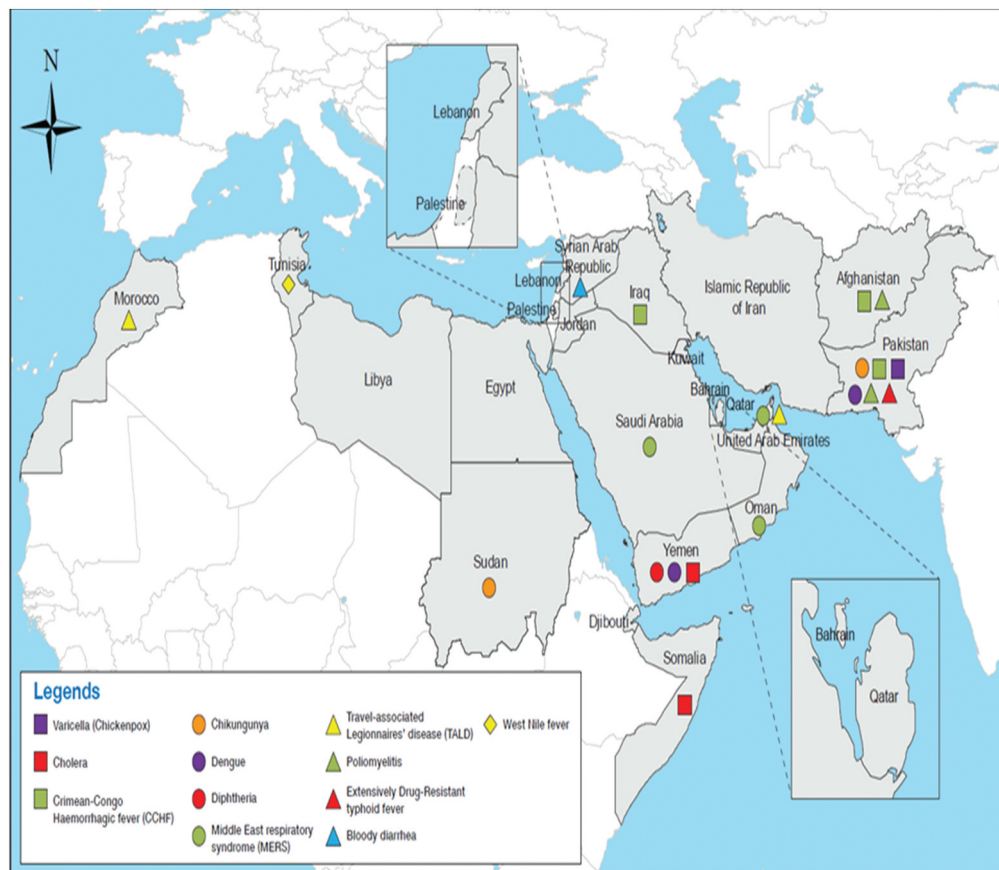 N
Lebanon
Palestine
Tunisia
Morocco
Syrian Arab
Republic
Lebanon
Palestine
Jordan
Iraq
Islamic Republic
of Iran
Afghanistan
Pakistan
Kuwait
Libya
Egypt
Bahrain
Qatar
Saudi Arabia
United Arab Emirates
Oman
Yemen
Sudan
Djibouti
Somalia
Bahrain
Qatar
Legends
Varicella (Chickenpox)
Cholera
Crimean-Congo
Haemorrhagic fever (CCHF)
Chikungunya
Dengue
Diphtheria
Middle East respiratory
syndrome (MERS)
Travel-associated
Legionnaires' disease (TALD)
Poliomyelitis
Extensively Drug-Resistant
typhoid fever
Bloody diarrhea
West Nile fever